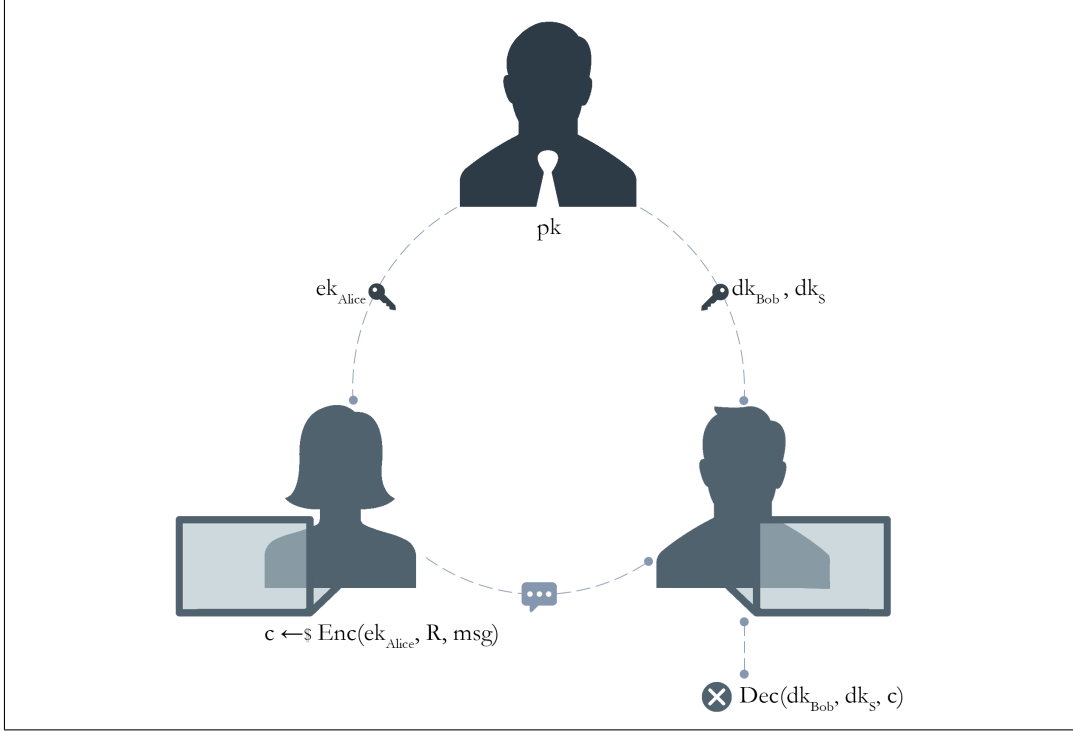 pk
ek_Alice
dk_Bob , dk_S
c ←$ Enc(ek_Alice, R, msg)
Dec(dk_Bob, dk_S, c)